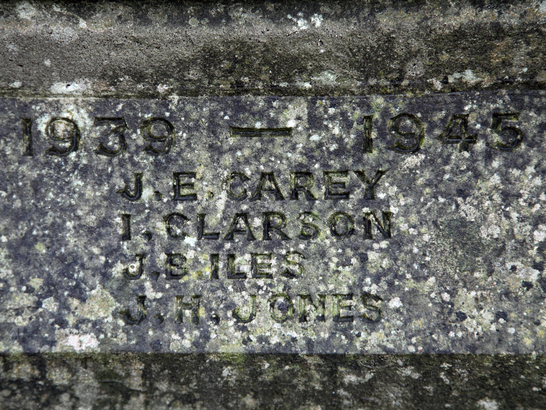 1939 — 1945
J. E. CAREY
I. CLARSON
J. S. ILES
J. H. JONES